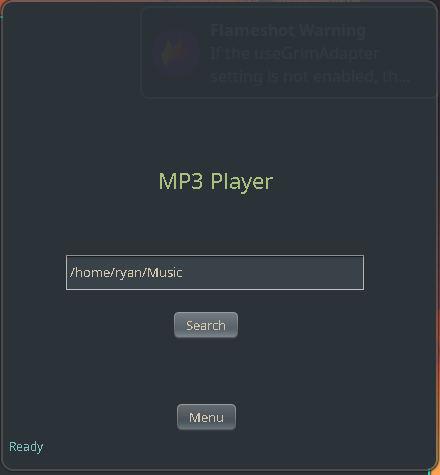 Flameshot Warning
If the useGrimAdapter
setting is not enabled, th...
MP3 Player
/home/ryan/Music
Search
Menu
Ready